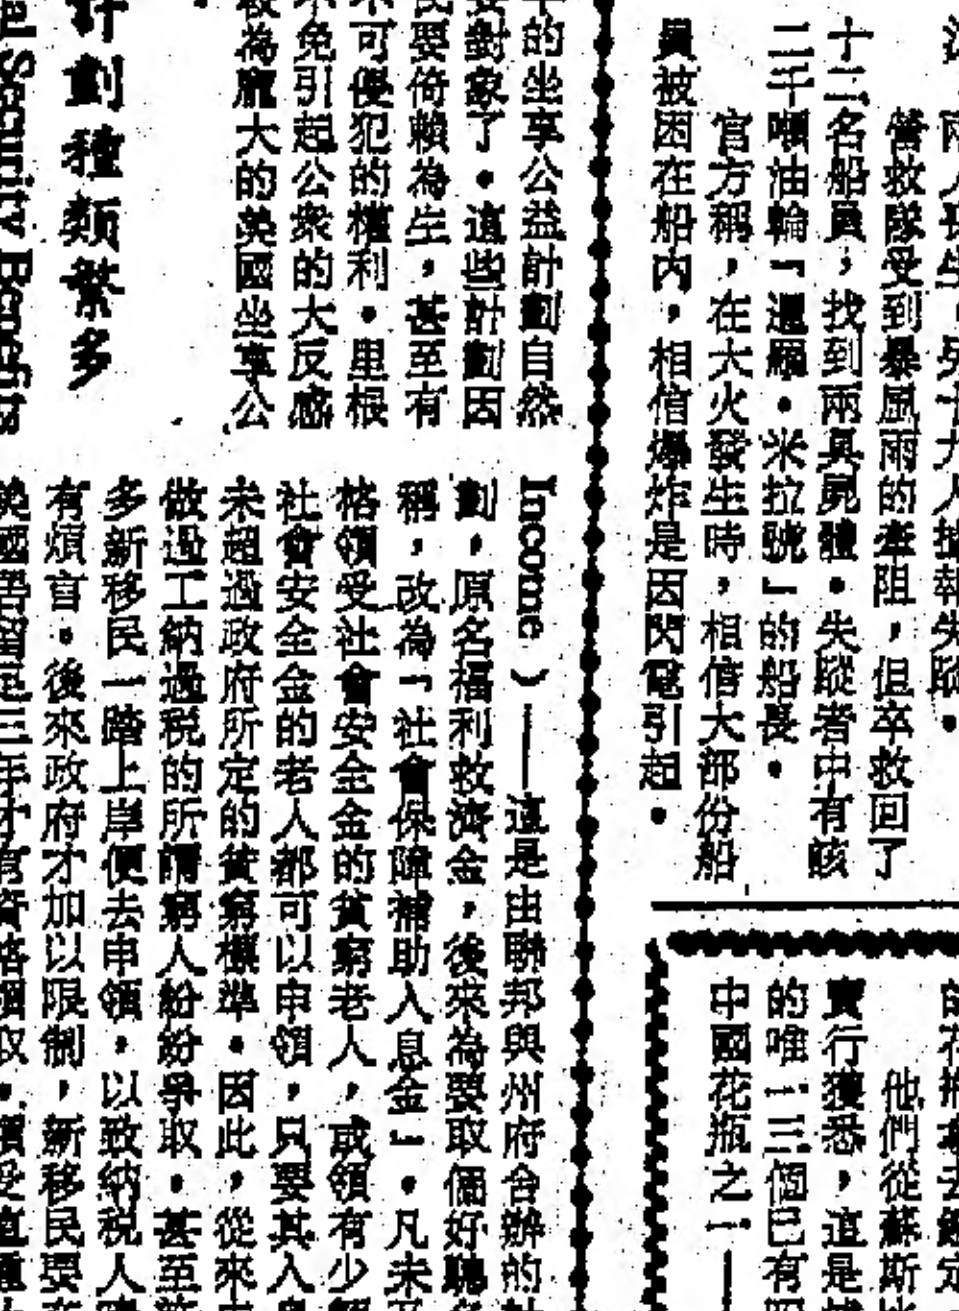 營救隊受到暴風雨的牽阻，但卒救回了
十二名船員，找到兩具屍體。失蹤者中有該
二千噸油輪「 。米拉號」的船長。
官方稱，在大火發生時，相信大部份船
員被困在船內，相信爆炸是因閃電引起。
他們從蘇斯
實行獲悉，這是
的唯一三個已有
中國花瓶之一——
的坐享公益計劃自然
對象了。這些計劃因
要倚賴為生，甚至有
不可侵犯的權利。里根
不免引起公衆的大反感
為龐大的美國坐享公
計劃種類繁多
Security Benefits
Income）——這是由聯邦與州府合辦的
劃，原名福利救濟金，後來為要取個好聽
稱，改為「社會保障補助入息金」。凡未
格領受社會安全金的貧窮老人，或領有少
社會安全金的老人都可以申領，只要其入
未超過政府所定的貧窮標準。因此，從來
做過工納過税的所謂窮人紛紛爭取。甚至
多新移民一踏上岸便去申領，以致納税人
有煩言。後來政府才加以限制，新移民要